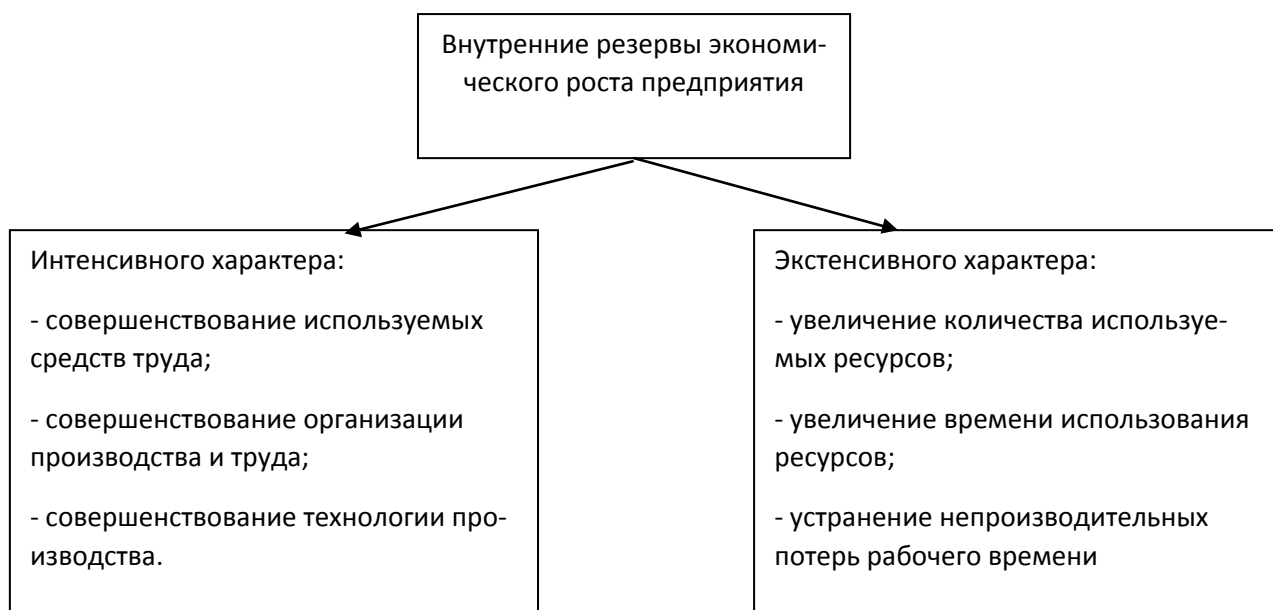 Внутренние резервы экономи-
ческого роста предприятия
Интенсивного характера:
- совершенствование используемых
средств труда;
- совершенствование организации
производства и труда;
- совершенствование технологии про-
изводства.
Экстенсивного характера:
- увеличение количества используе-
мых ресурсов;
- увеличение времени использования
ресурсов;
- устранение непроизводительных
потерь рабочего времени